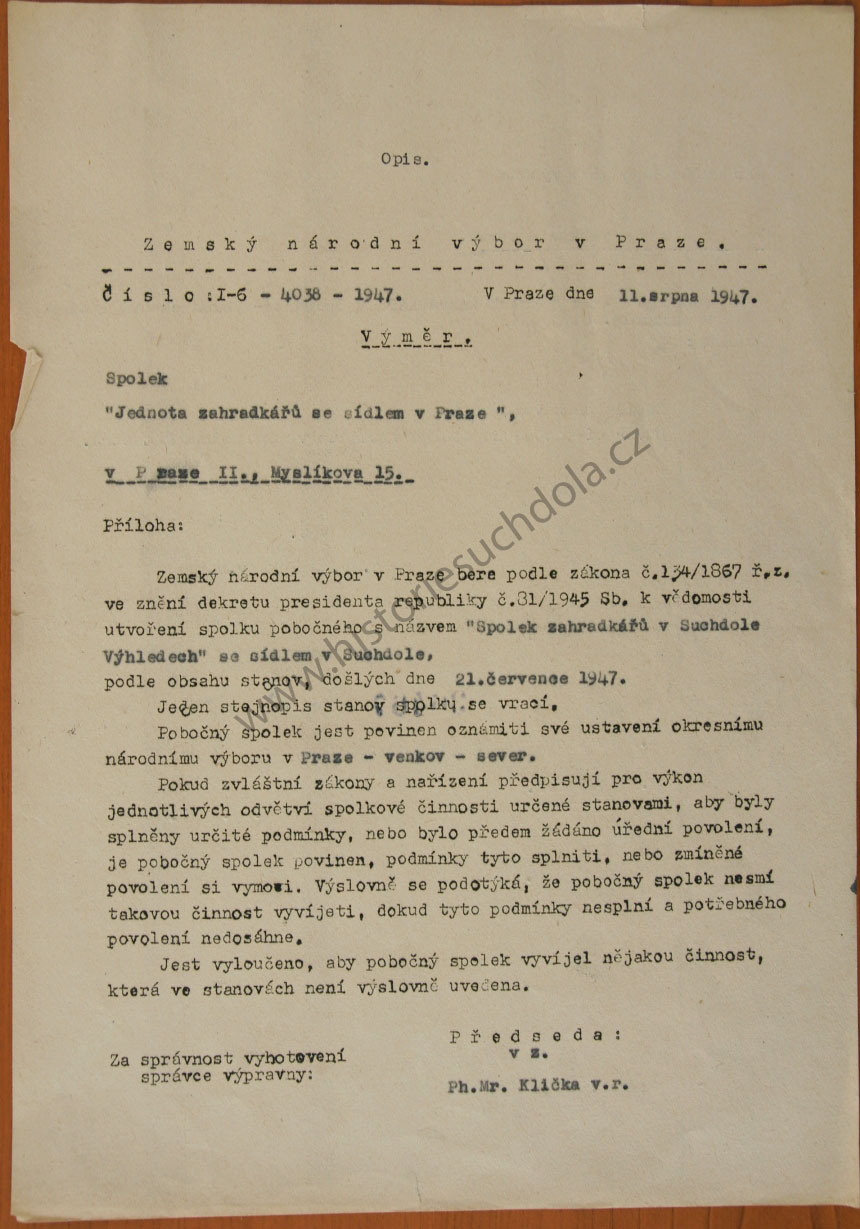 Opis.
Zemský národní výbor v Praze.
Číslo:I-6 - 4038 - 1947. V Praze dne 11.srpna 1947.
Výměr.
Spolek
"Jednota zahradkářů se sídlem v Praze ",
v Praze II., Myslíkova 15.
Příloha:
Zemský národní výbor v Praze bere podle zákona č.134/1867 ř.z.
ve znění dekretu presidenta republiky č.81/1945 Sb. k vědomosti
utvoření spolku pobočného s názvem "Spolek zahradkářů v Suchdole
Výhledech" se sídlem v Suchdole,
podle obsahu stanov, došlých dne 21.července 1947.
Jeden stejnopis stanov spolku se vrací.
Pobočný spolek jest povinen oznámiti své ustavení okresnímu
národnímu výboru v Praze - venkov - sever.
Pokud zvláštní zákony a nařízení předpisují pro výkon
jednotlivých odvětví spolkové činnosti určené stanovami, aby byly
splněny určité podmínky, nebo bylo předem žádáno úřední povolení,
je pobočný spolek povinen, podmínky tyto splniti, nebo zmíněné
povolení si vymoci. Výslovně se podotýká, že pobočný spolek nesmí
takovou činnost vyvíjeti, dokud tyto podmínky nesplní a potřebného
povolení nedosáhne.
Jest vyloučeno, aby pobočný spolek vyvíjel nějakou činnost,
která ve stanovách není výslovně uvedena.
Předseda:
v z.
Za správnost vyhotovení
správce výpravny:
Ph.Mr. Klička v.r.
www.historiesuchdola.cz